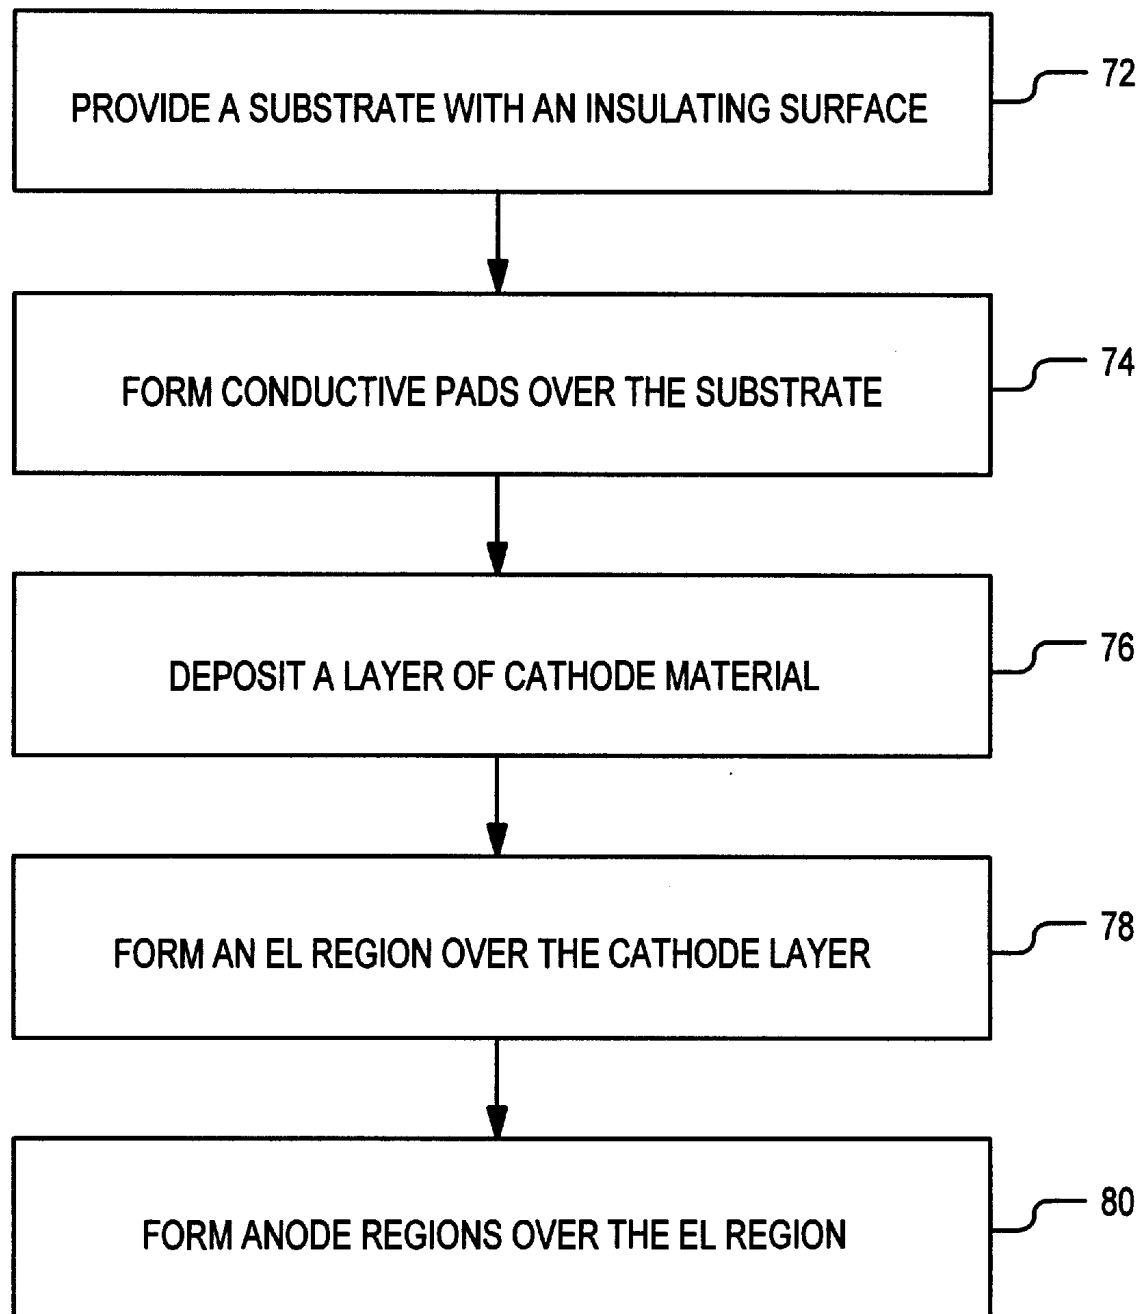 PROVIDE A SUBSTRATE WITH AN INSULATING SURFACE
72
FORM CONDUCTIVE PADS OVER THE SUBSTRATE
74
DEPOSIT A LAYER OF CATHODE MATERIAL
76
FORM AN EL REGION OVER THE CATHODE LAYER
78
FORM ANODE REGIONS OVER THE EL REGION
80